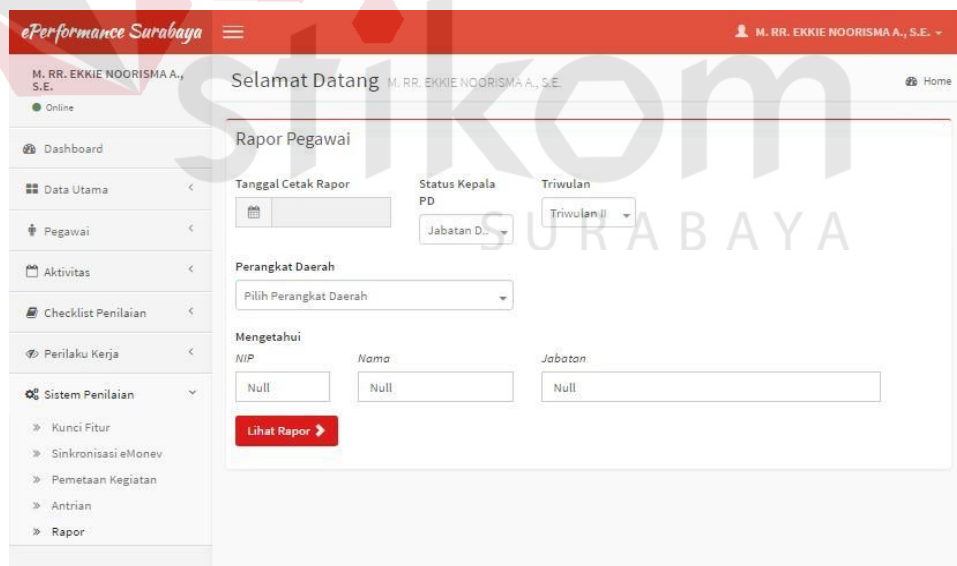 ePerformance Surabaya
M. RR. EKKIE NOORISMA A., S.E.
M. RR. EKKIE NOORISMA A.,
S.E.
Online
Selamat Datang M. RR. EKKIE NOORISMA A., S.E.
Home
Dashboard
Data Utama
Pegawai
Aktivitas
Checklist Penilaian
Perilaku Kerja
Sistem Penilaian
Kunci Fitur
Sinkronisasi eMonev
Pemetaan Kegiatan
Antrian
Rapor
Rapor Pegawai
Tanggal Cetak Rapor
Status Kepala
PD
Jabatan D..
Triwulan
Triwulan II
Perangkat Daerah
Pilih Perangkat Daerah
Mengetahui
NIP Nama Jabatan
Null Null Null
Lihat Rapor
stikom
SURABAYA